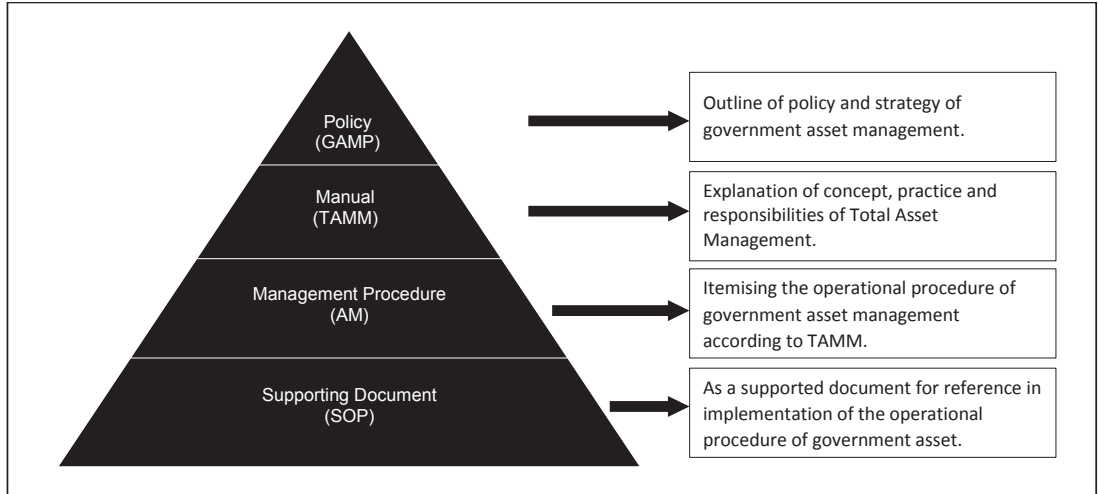 Policy
(GAMP)
Outline of policy and strategy of
government asset management.
Manual
(TAMM)
Explanation of concept, practice and
responsibilities of Total Asset
Management.
Management Procedure
(AM)
Itemising the operational procedure of
government asset management
according to TAMM.
Supporting Document
(SOP)
As a supported document for reference in
implementation of the operational
procedure of government asset.